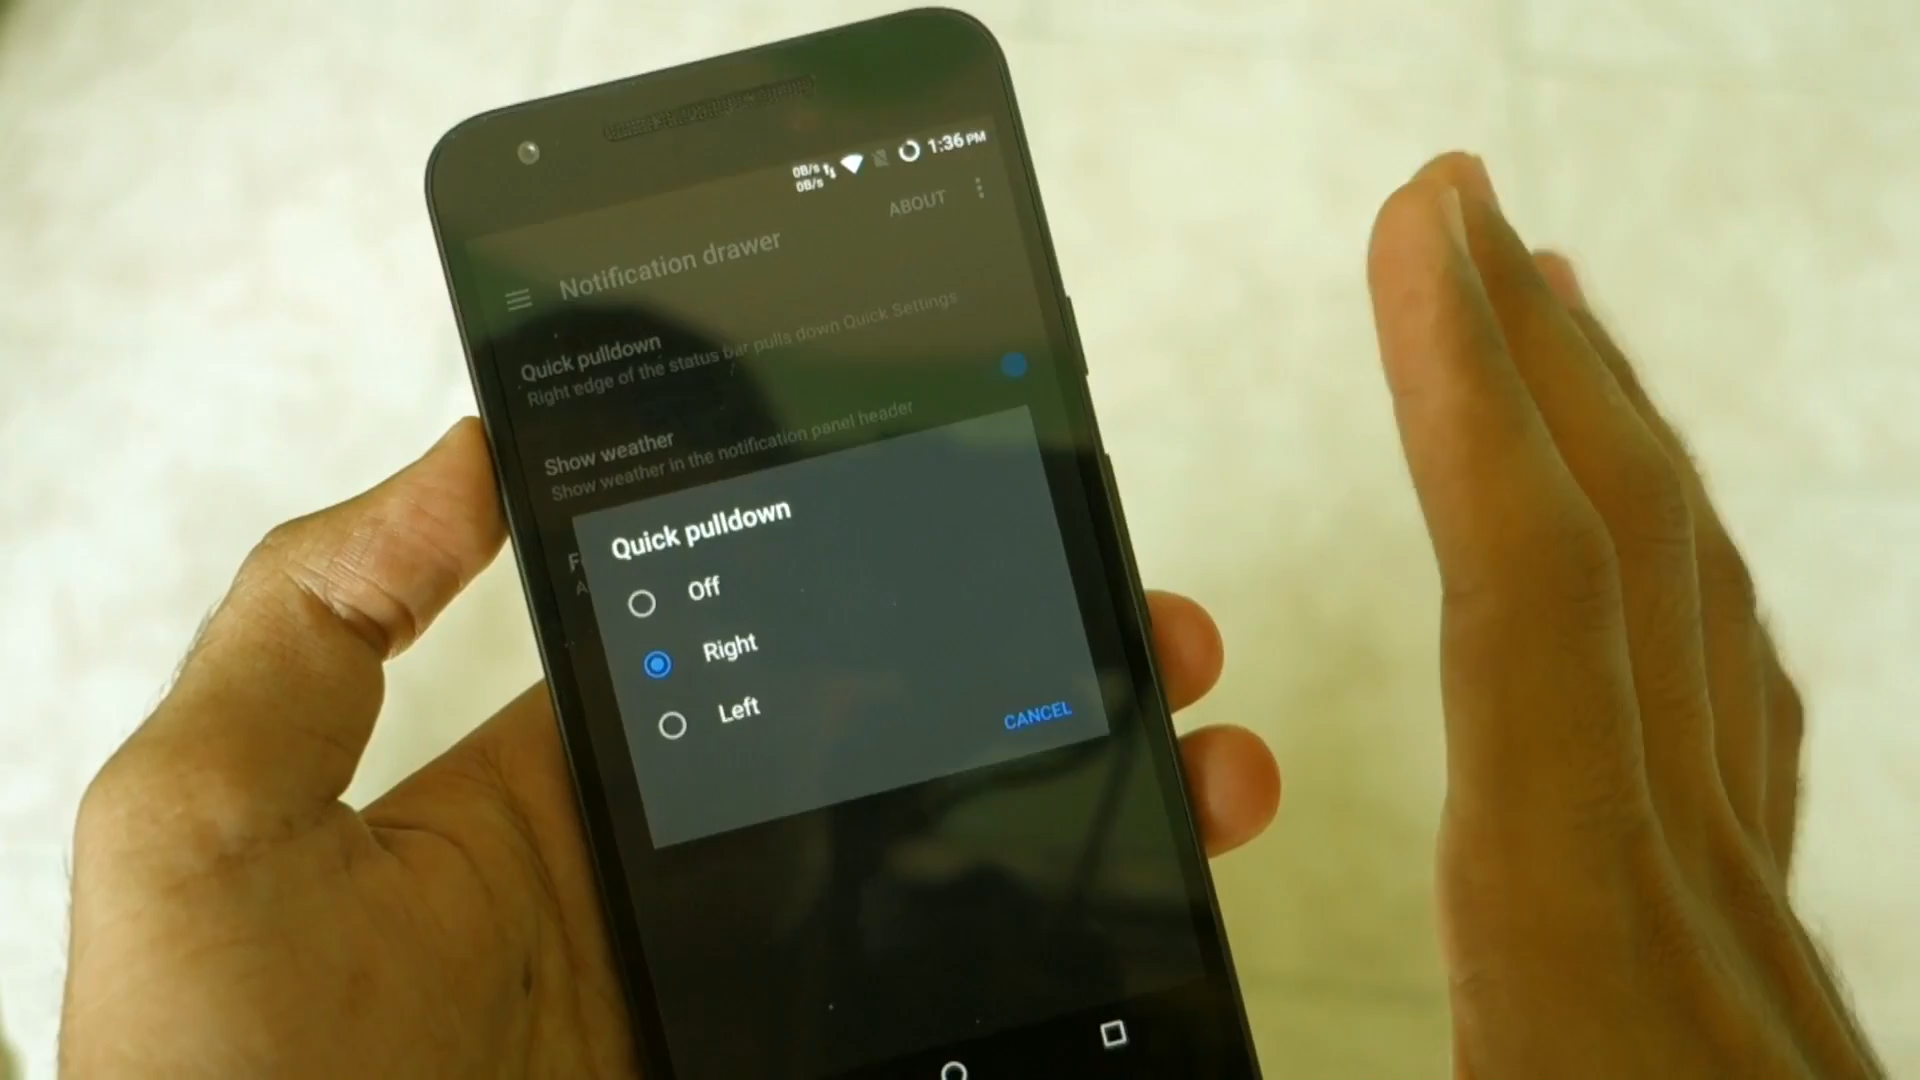 0B/s
0B/s
1:36 PM
ABOUT
Notification drawer
Quick pulldown
Right edge of the status bar pulls down Quick Settings
Show weather
Show weather in the notification panel header
F
A
Quick pulldown
Off
Right
Left
CANCEL